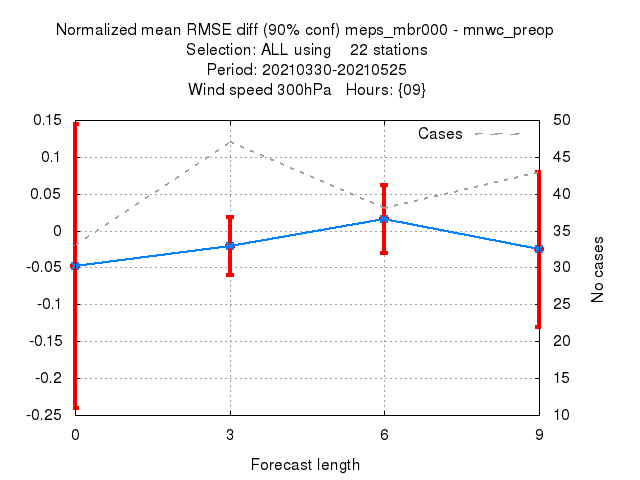 Normalized mean RMSE diff (90% conf) meps_mbr000 - mnwc_preop
Selection: ALL using    22 stations
Period: 20210330-20210525
Wind speed 300hPa   Hours: {09}
Cases
0.15
0.1
0.05
0
-0.05
-0.1
-0.15
-0.2
-0.25
50
45
40
35
30
25
20
15
10
No cases
0 3 6 9
Forecast length